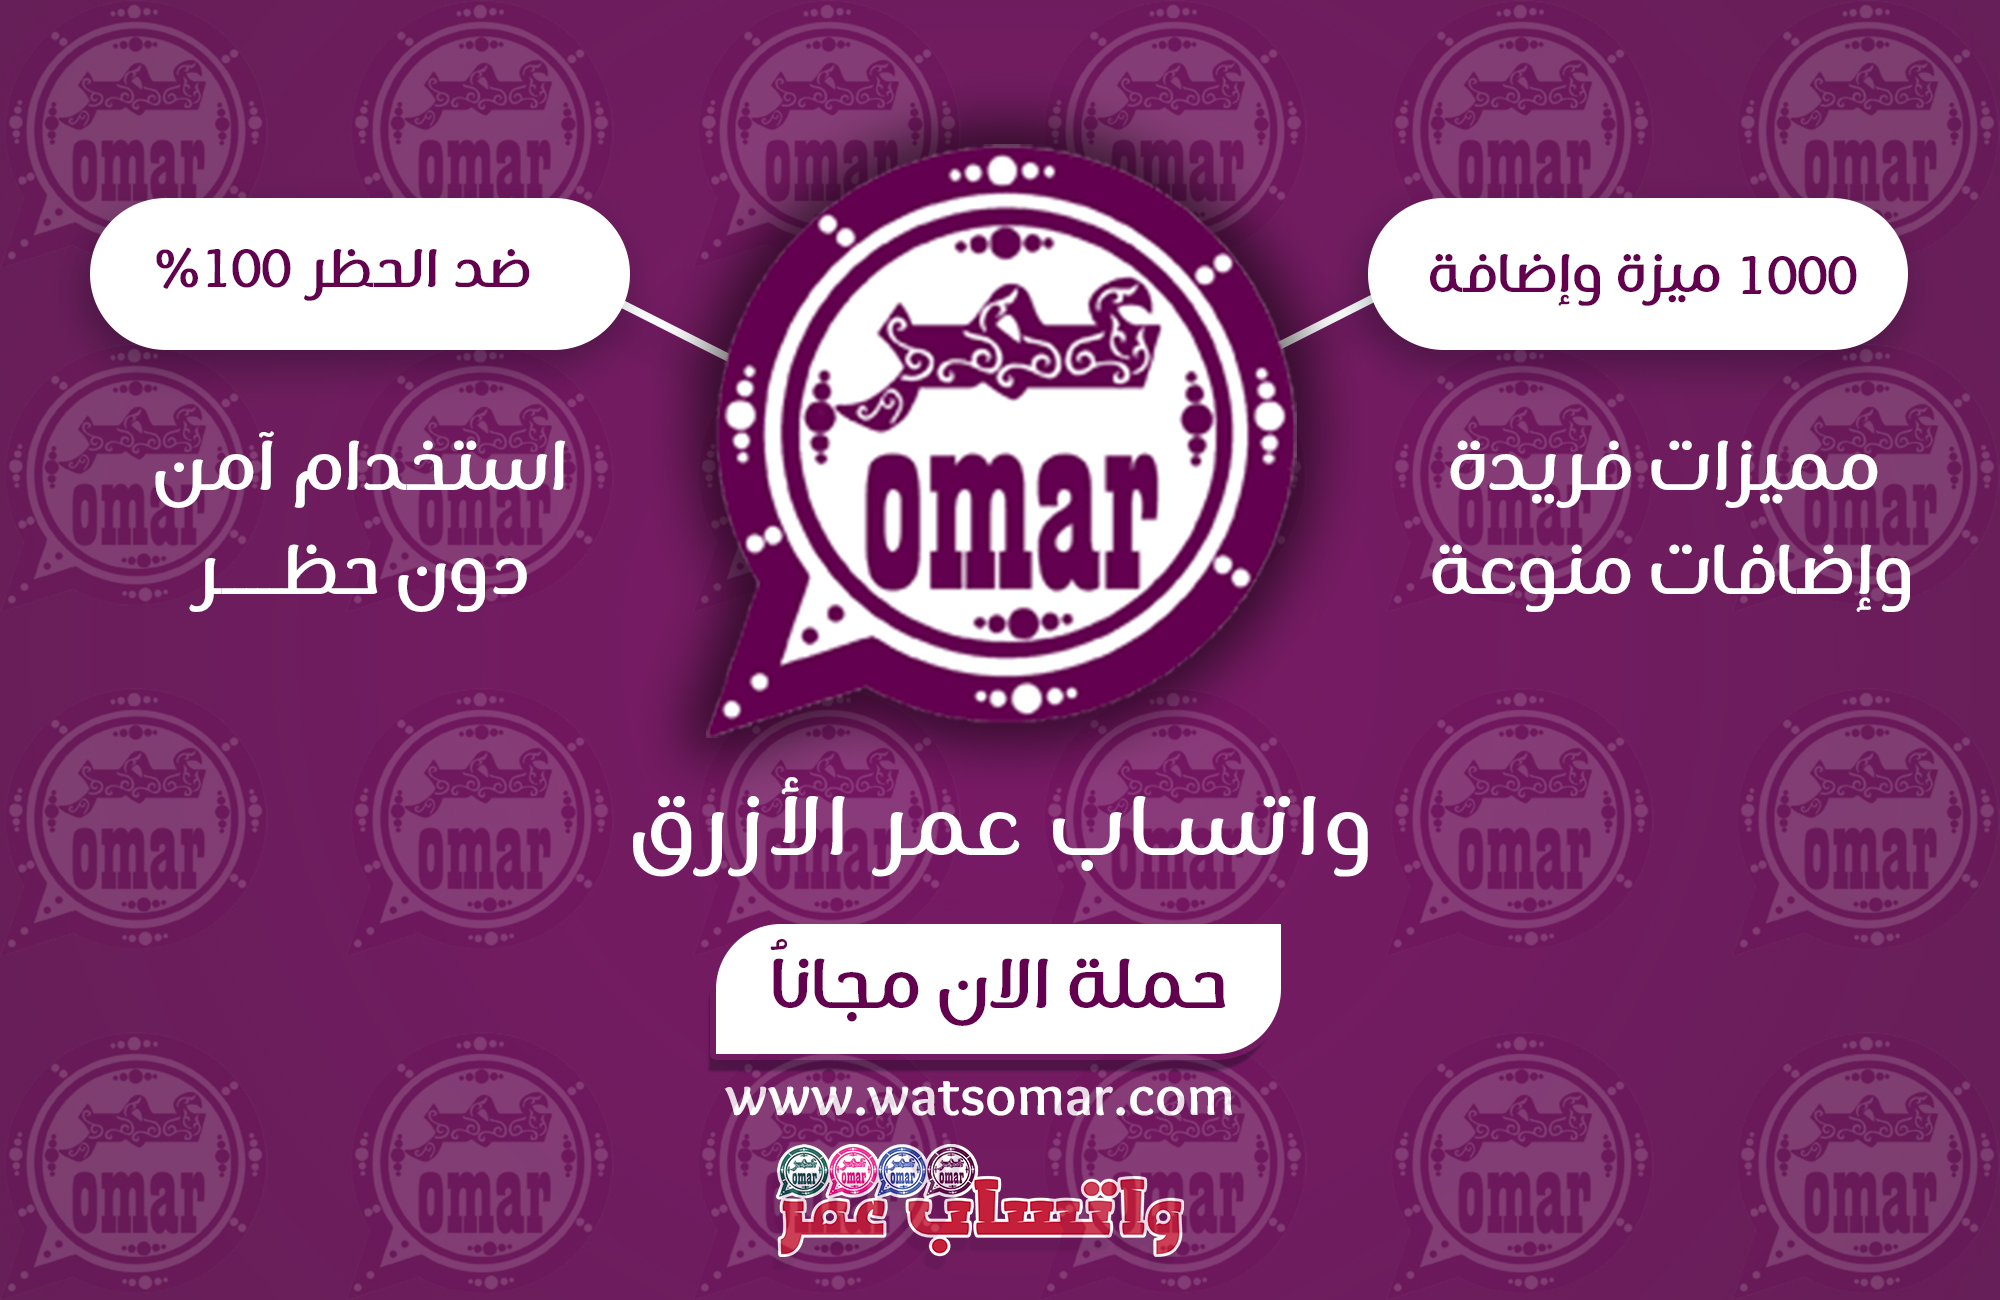 1000 ميزة وإضافة
ضد الحظر 100%
مميزات فريدة
وإضافات منوعة
استخدام آمن
دون حظـــر
عمر
omar
واتساب عمر الأزرق
حملة الان مجاناً
www.watsomar.com
واتساب عمر